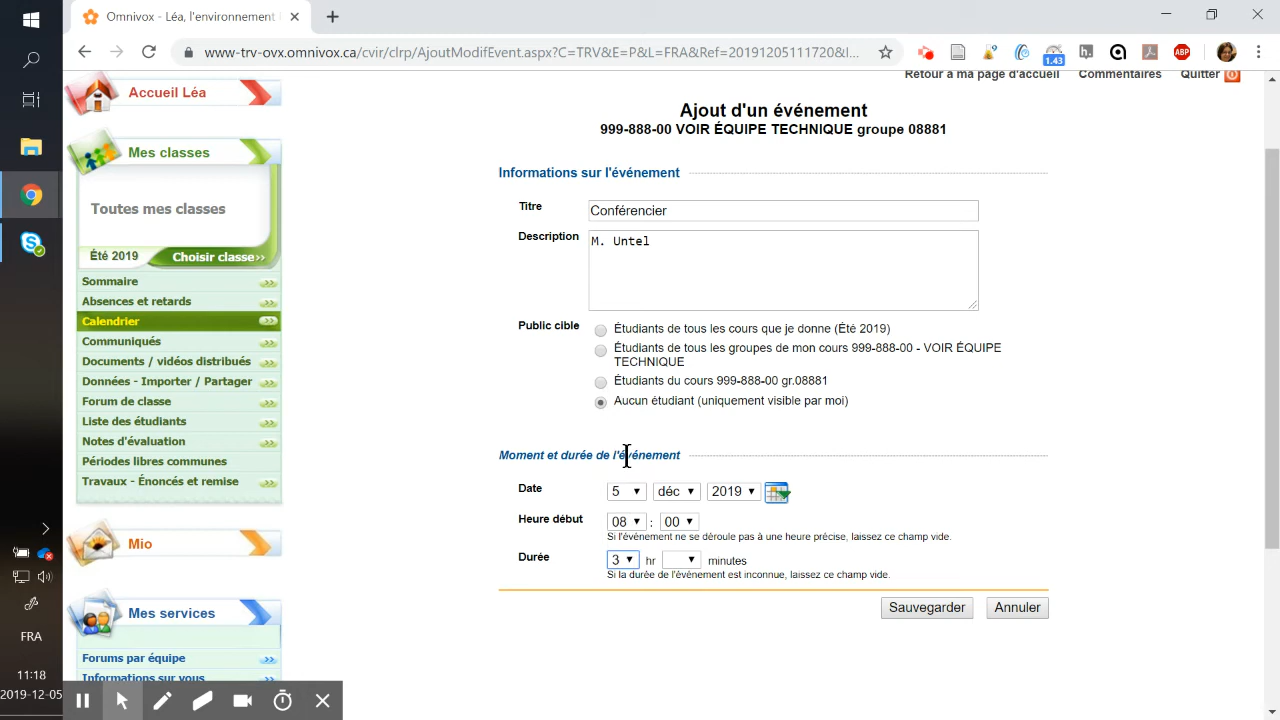 Omnivox - Léa, l'environnement
www-trv-ovx.omnivox.ca/cvir/clrp/AjoutModifEvent.aspx?C=TRV&E=P&L=FRA&Ref=20191205111720&I...
1.43
ABP
Retour à ma page d'accueil Commentaires Quitter
Accueil Léa
Mes classes
Toutes mes classes
Été 2019 Choisir classe>>
Sommaire
Absences et retards
Calendrier
Communiqués
Documents / vidéos distribués
Données - Importer / Partager
Forum de classe
Liste des étudiants
Notes d'évaluation
Périodes libres communes
Travaux - Énoncés et remise
Mio
Mes services
Forums par équipe
Informations sur vous
Ajout d'un événement
999-888-00 VOIR ÉQUIPE TECHNIQUE groupe 08881
Informations sur l'événement
Titre Conférencier
Description M. Untel
Public cible Étudiants de tous les cours que je donne (Été 2019)
Étudiants de tous les groupes de mon cours 999-888-00 - VOIR ÉQUIPE
TECHNIQUE
Étudiants du cours 999-888-00 gr.08881
Aucun étudiant (uniquement visible par moi)
Moment et durée de l'événement
Date 5 déc 2019
Heure début 08 : 00
Si l'événement ne se déroule pas à une heure précise, laissez ce champ vide.
Durée 3 hr minutes
Si la durée de l'événement est inconnue, laissez ce champ vide.
Sauvegarder Annuler
FRA
11:18
2019-12-05